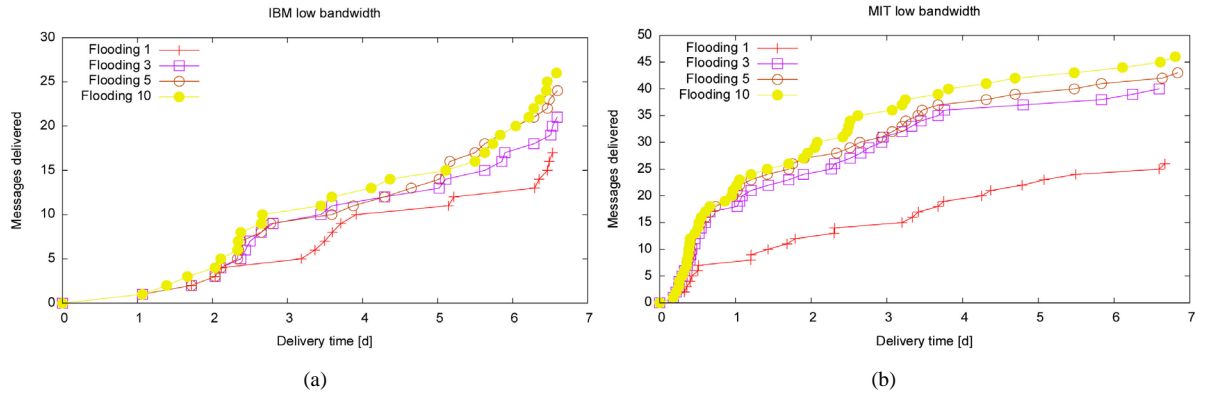 IBM low bandwidth
30
25
20
15
10
5
0
Messages delivered
Flooding 1
Flooding 3
Flooding 5
Flooding 10
0 1 2 3 4 5 6 7
Delivery time [d]
(a)
MIT low bandwidth
50
45
40
35
30
25
20
15
10
5
0
Messages delivered
Flooding 1
Flooding 3
Flooding 5
Flooding 10
0 1 2 3 4 5 6 7
Delivery time [d]
(b)